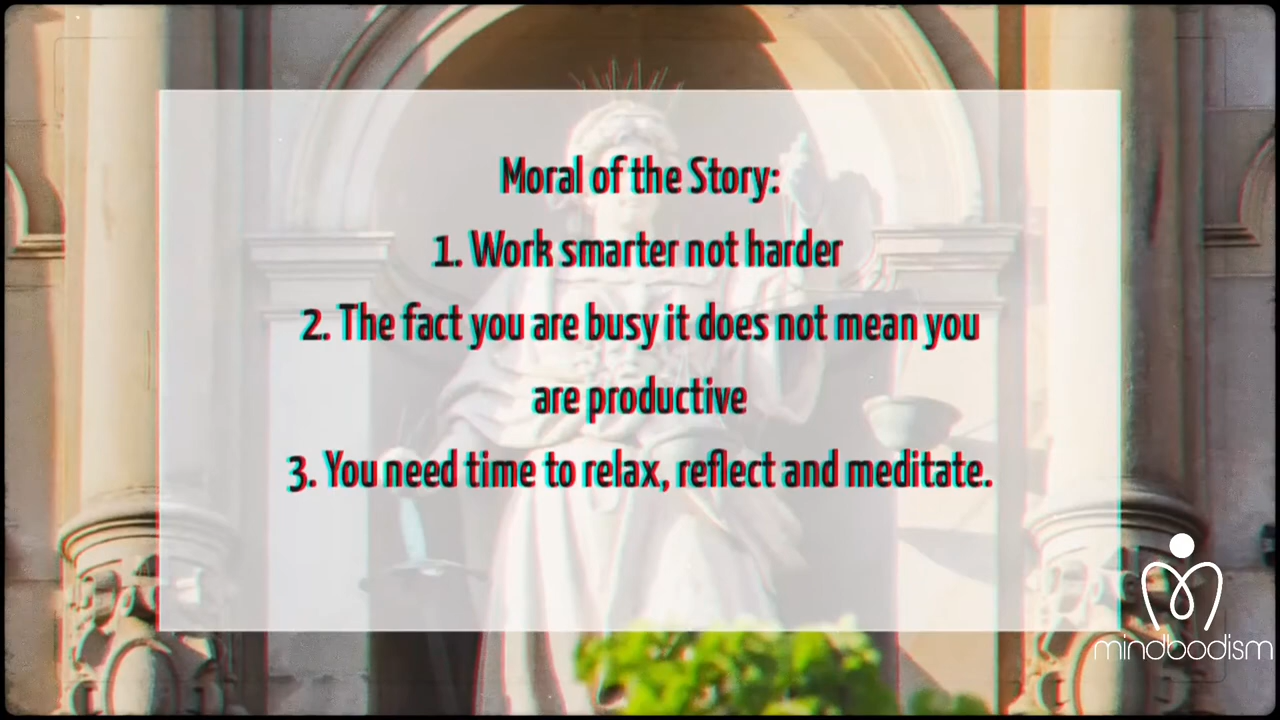 Moral of the Story:
1. Work smarter not harder
2. The fact you are busy it does not mean you
are productive
3. You need time to relax, reflect and meditate.
mindbodism